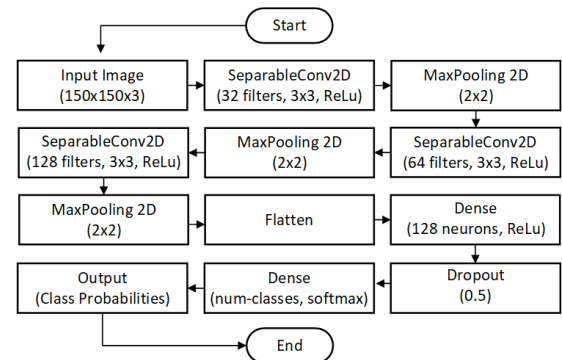 Start
Input Image
(150x150x3)
SeparableConv2D
(32 filters, 3x3, ReLu)
MaxPooling 2D
(2x2)
SeparableConv2D
(64 filters, 3x3, ReLu)
MaxPooling 2D
(2x2)
SeparableConv2D
(128 filters, 3x3, ReLu)
MaxPooling 2D
(2x2)
Flatten
Dense
(128 neurons, ReLu)
Dropout
(0.5)
Dense
(num-classes, softmax)
Output
(Class Probabilities)
End